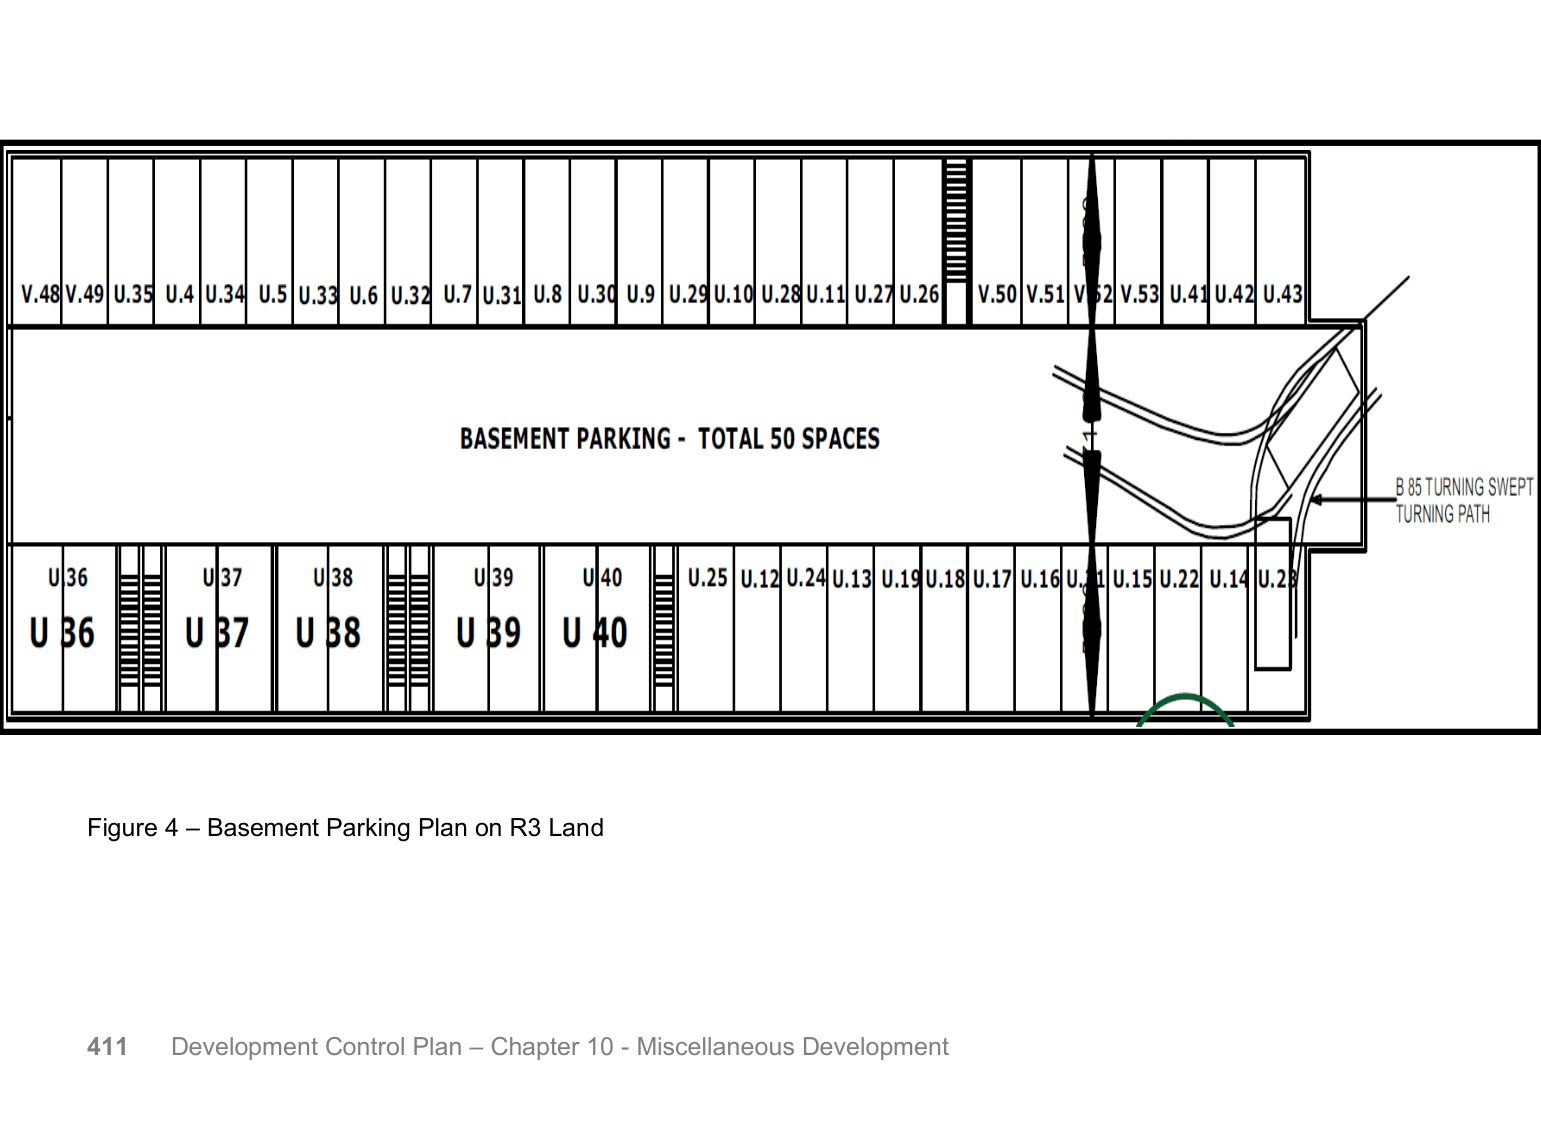 V.48 V.49 U.35 U.4 U.34 U.5 U.33 U.6 U.32 U.7 U.31 U.8 U.30 U.9 U.29 U.10 U.28 U.11 U.27 U.26 V.50 V.51 V.52 V.53 U.41 U.42 U.43
BASEMENT PARKING - TOTAL 50 SPACES
B 85 TURNING SWEPT
TURNING PATH
U 36 U 37 U 38 U 39 U 40 U.25 U.12 U.24 U.13 U.19 U.18 U.17 U.16 U.21 U.15 U.22 U.14 U.23
U 36 U 37 U 38 U 39 U 40
Figure 4 – Basement Parking Plan on R3 Land
411 Development Control Plan – Chapter 10 - Miscellaneous Development